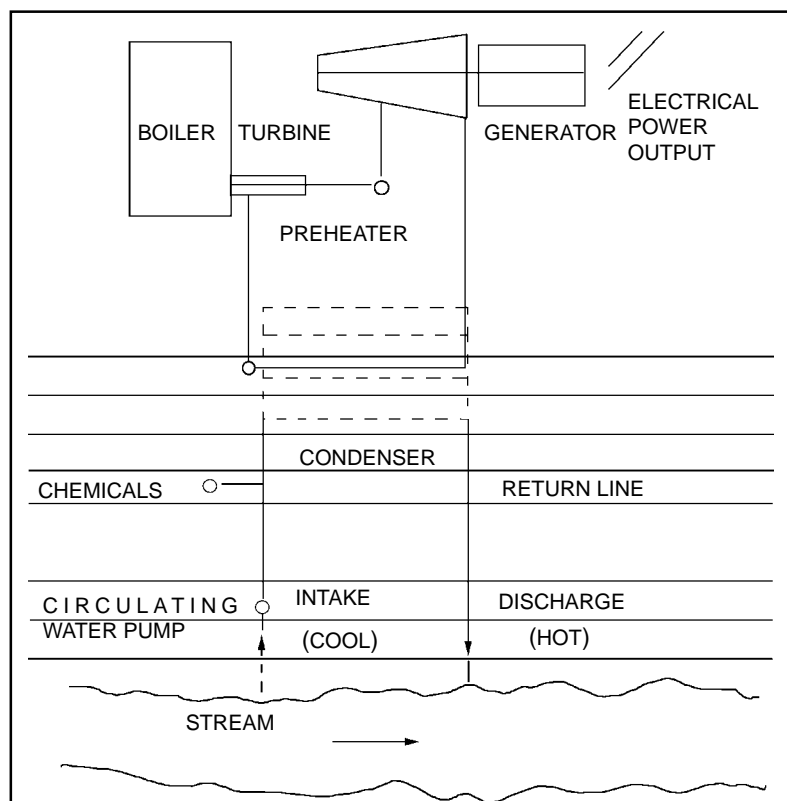 BOILER
TURBINE
GENERATOR
ELECTRICAL
POWER
OUTPUT
PREHEATER
CONDENSER
CHEMICALS
RETURN LINE
CIRCULATING
WATER PUMP
INTAKE
(COOL)
DISCHARGE
(HOT)
STREAM